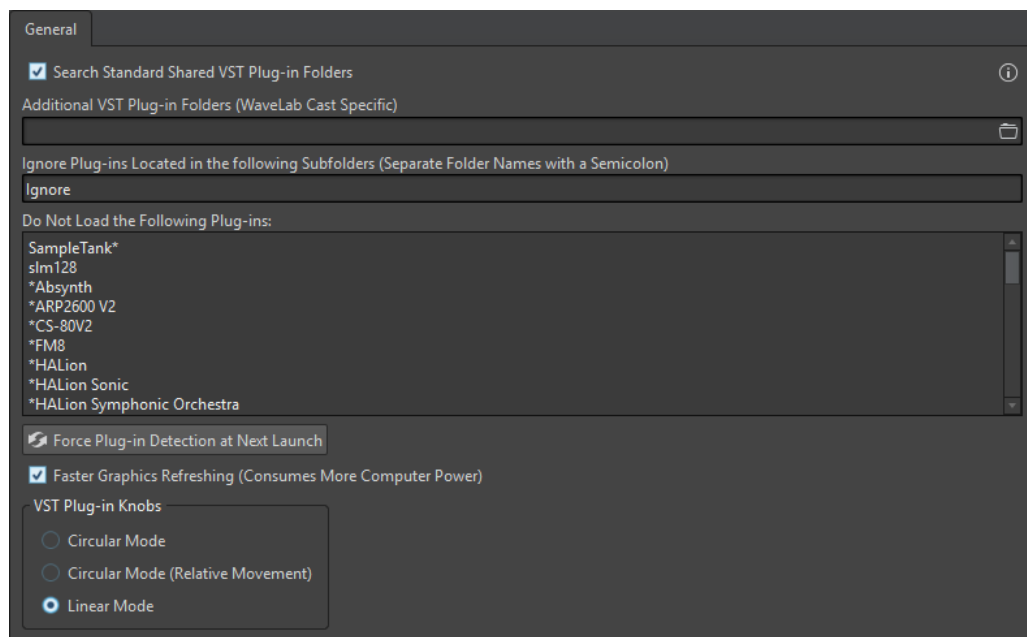 General
Search Standard Shared VST Plug-in Folders
Additional VST Plug-in Folders (WaveLab Cast Specific)
Ignore Plug-ins Located in the following Subfolders (Separate Folder Names with a Semicolon)
Ignore
Do Not Load the Following Plug-ins:
SampleTank*
slm128
*Absynth
*ARP2600 V2
*CS-80V2
*FM8
*HALion
*HALion Sonic
*HALion Symphonic Orchestra
Force Plug-in Detection at Next Launch
Faster Graphics Refreshing (Consumes More Computer Power)
VST Plug-in Knobs
Circular Mode
Circular Mode (Relative Movement)
Linear Mode